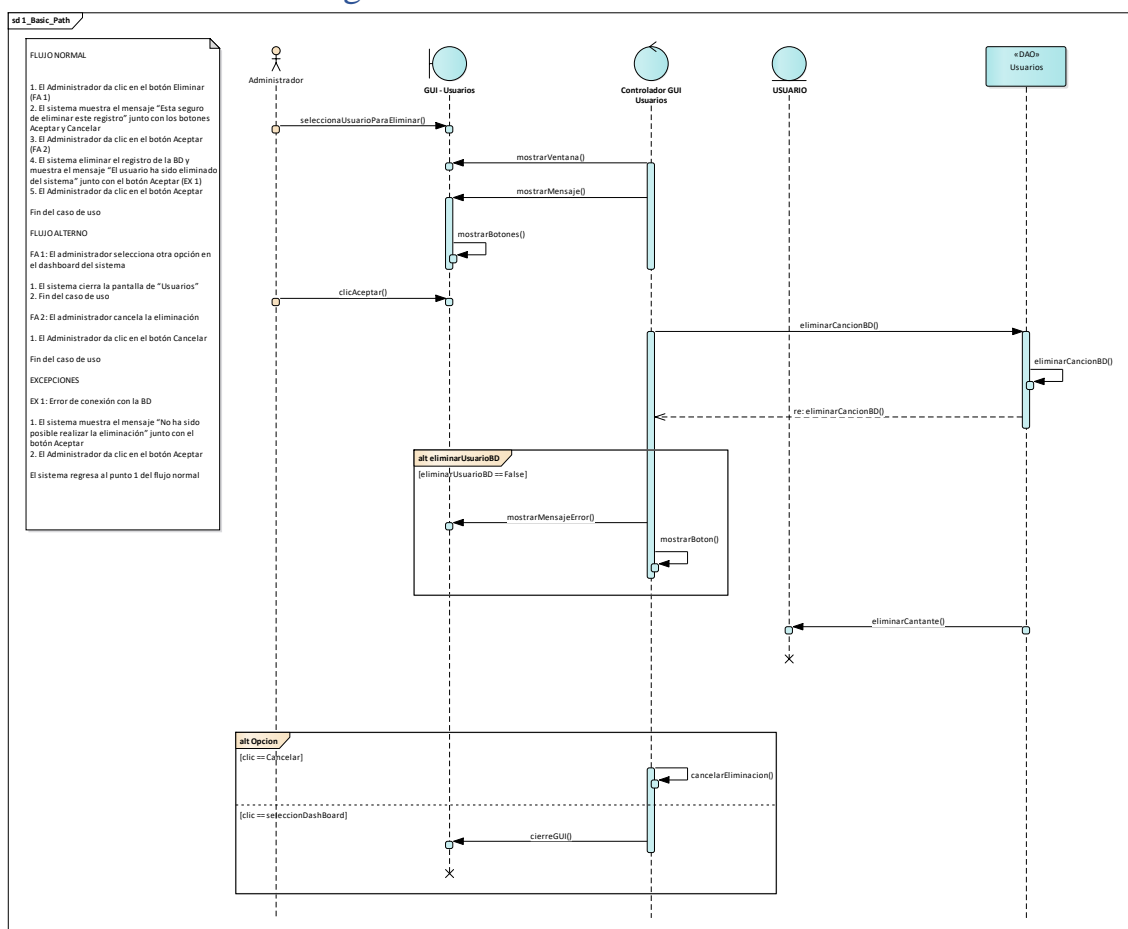 sd 1_Basic_Path
FLUJO NORMAL
1. El Administrador da clic en el botón Eliminar
(FA 1)
2. El sistema muestra el mensaje “Esta seguro
de eliminar este registro” junto con los botones
Aceptar y Cancelar
3. El Administrador da clic en el botón Aceptar
(FA 2)
4. El sistema eliminar el registro de la BD y
muestra el mensaje “El usuario ha sido eliminado
del sistema” junto con el botón Aceptar (EX 1)
5. El Administrador da clic en el botón Aceptar
Fin del caso de uso
FLUJO ALTERNO
FA 1: El administrador selecciona otra opción en
el dashboard del sistema
1. El sistema cierra la pantalla de “Usuarios”
2. Fin del caso de uso
FA 2: El administrador cancela la eliminación
1. El Administrador da clic en el botón Cancelar
Fin del caso de uso
EXCEPCIONES
EX 1: Error de conexión con la BD
1. El sistema muestra el mensaje “No ha sido
posible realizar la eliminación” junto con el
botón Aceptar
2. El Administrador da clic en el botón Aceptar
El sistema regresa al punto 1 del flujo normal
Administrador
GUI - Usuarios
Controlador GUI
Usuarios
USUARIO
«DAO»
Usuarios
seleccionaUsuarioParaEliminar()
mostrarVentana()
mostrarMensaje()
mostrarBotones()
clicAceptar()
eliminarCancionBD()
eliminarCancionBD()
re: eliminarCancionBD()
alt eliminarUsuarioBD
[eliminarUsuarioBD == False]
mostrarMensajeError()
mostrarBoton()
eliminarCantante()
alt Opcion
[clic == Cancelar]
cancelarEliminacion()
[clic == seleccionDashBoard]
cierreGUI()